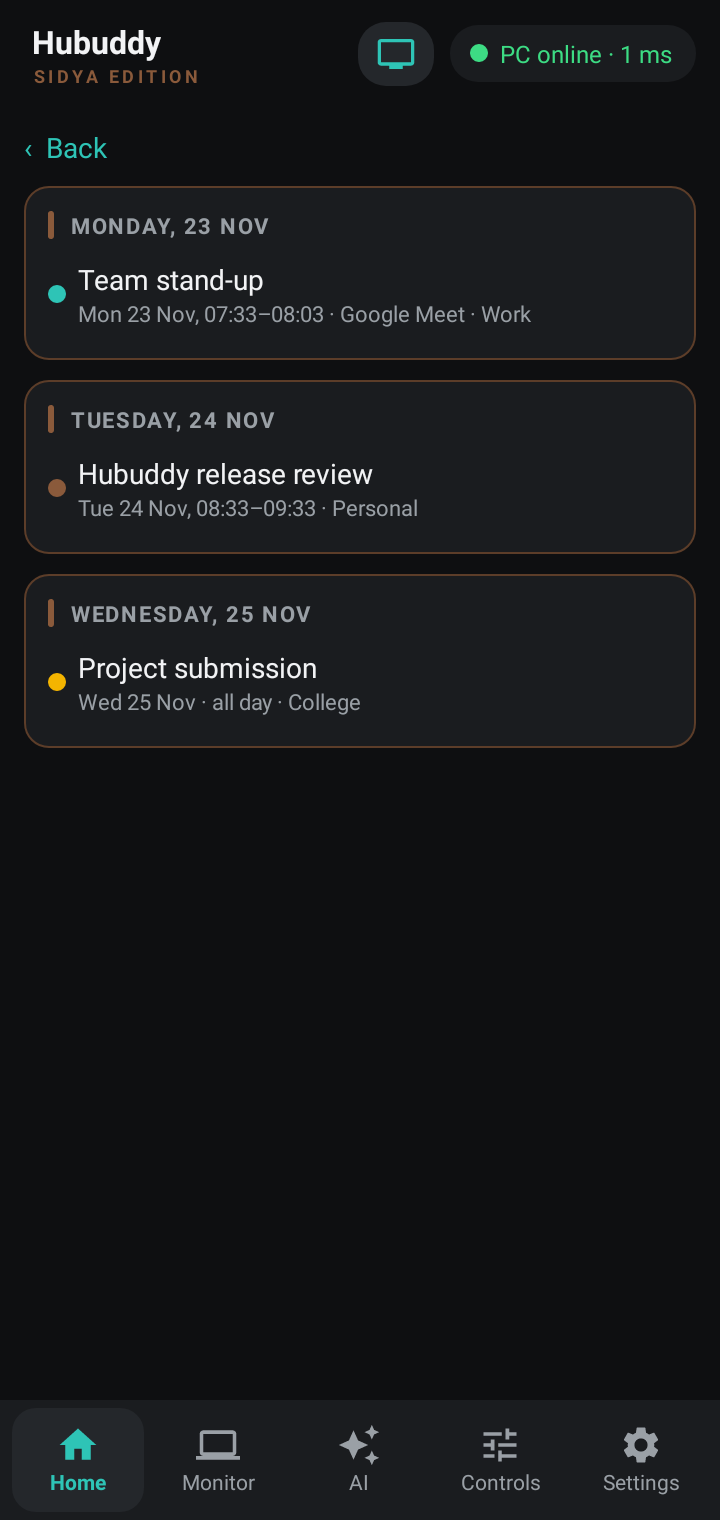 Hubuddy
SIDYA EDITION
PC online · 1 ms
‹ Back
MONDAY, 23 NOV
Team stand-up
Mon 23 Nov, 07:33–08:03 · Google Meet · Work
TUESDAY, 24 NOV
Hubuddy release review
Tue 24 Nov, 08:33–09:33 · Personal
WEDNESDAY, 25 NOV
Project submission
Wed 25 Nov · all day · College
Home
Monitor
AI
Controls
Settings